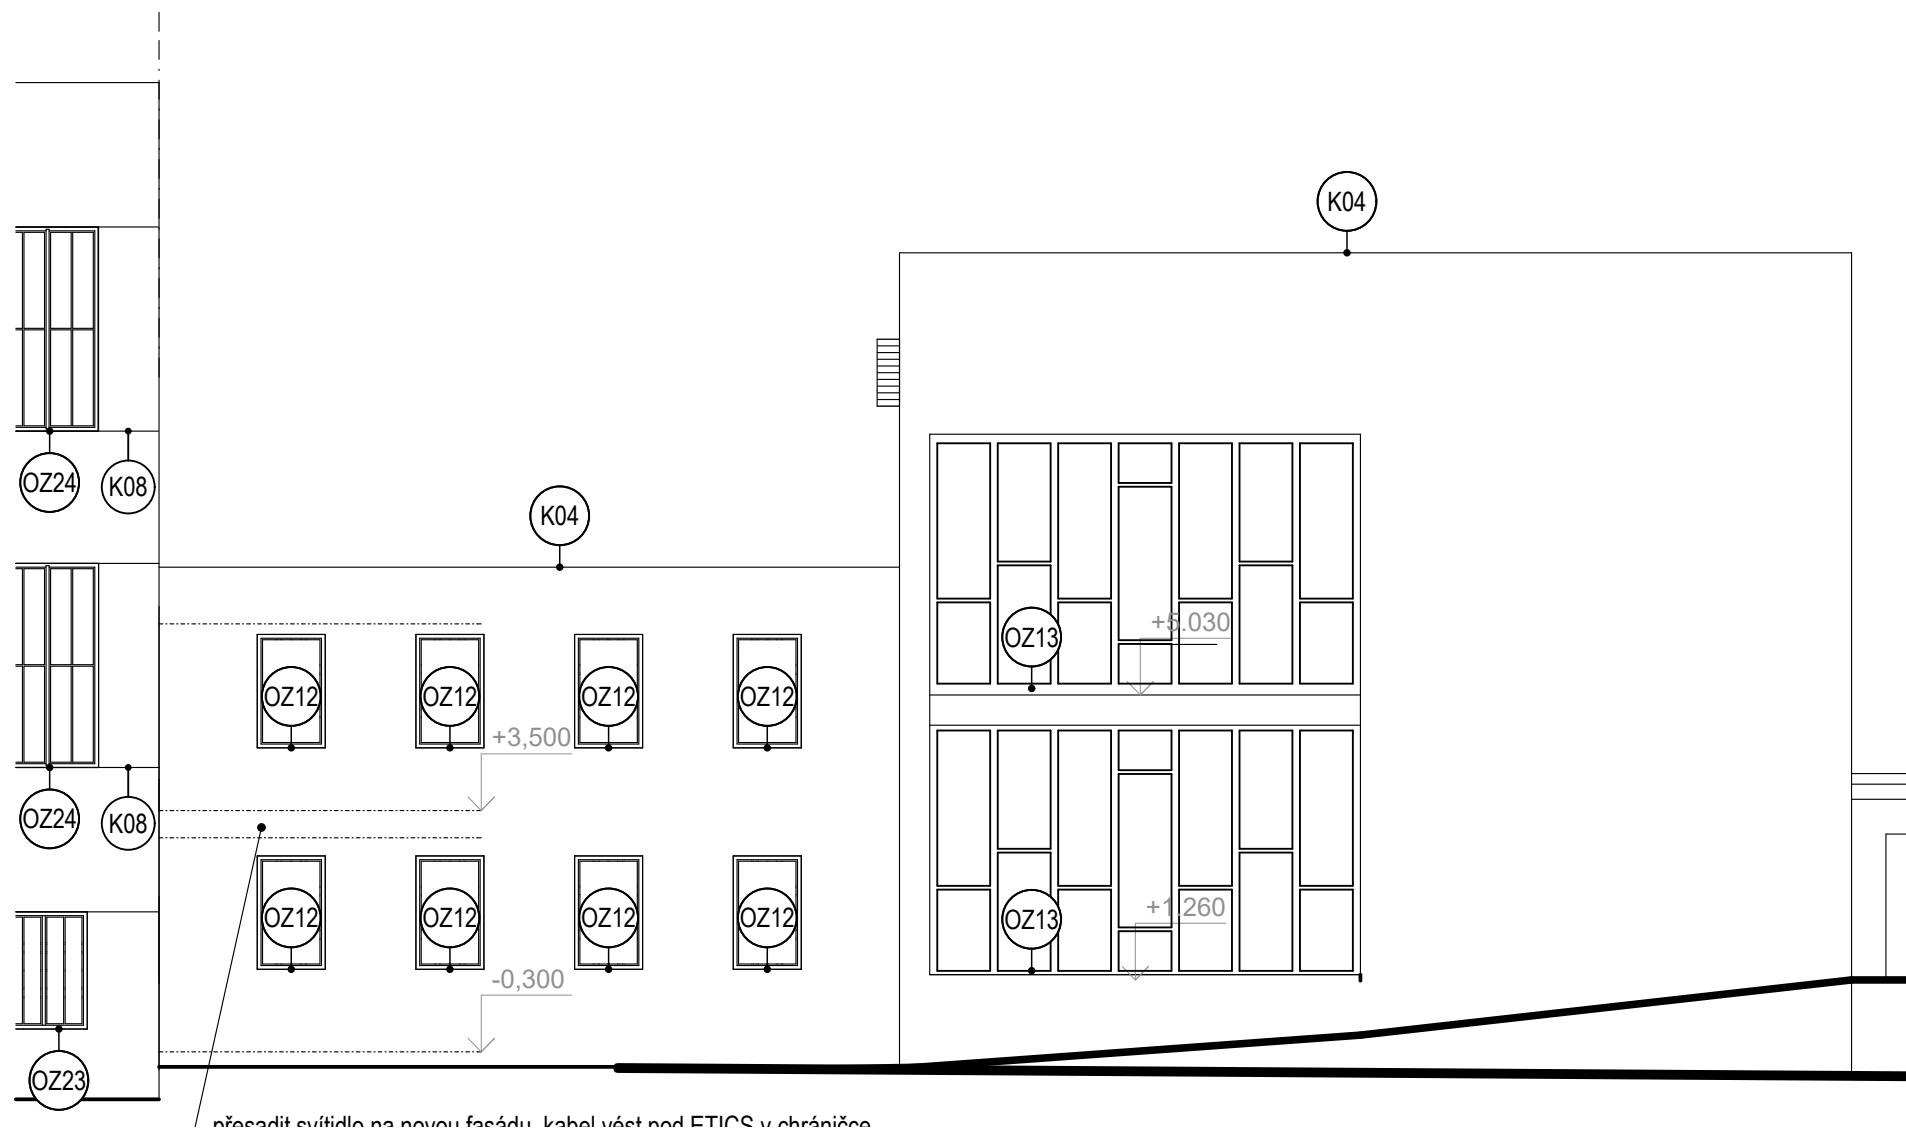 K04
OZ24
K08
K04
OZ13
+5.030
OZ12
OZ12
OZ12
OZ12
+3,500
OZ24
K08
OZ12
OZ12
OZ12
OZ12
OZ13
+1.260
-0,300
OZ23
přesadit svítidlo na novou fasádu, kabel vést pod ETICS v chráničce